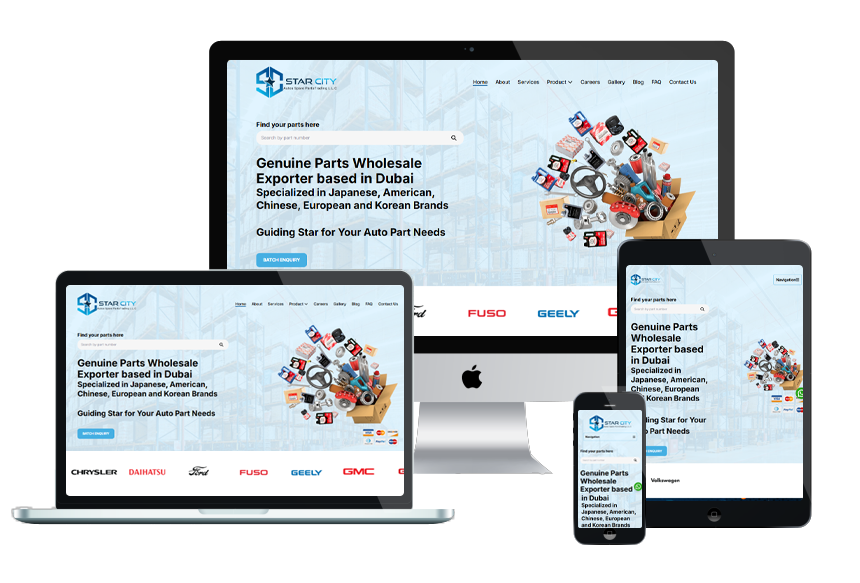 STAR CITY
Home About Services Product Careers Gallery Blog FAQ Contact Us
Find your parts here
Search by part number
Genuine Parts Wholesale
Exporter based in Dubai
Specialized in Japanese, American,
Chinese, European and Korean Brands
Guiding Star for Your Auto Part Needs
BATCH ENQUIRY
FUSO GEELY
STAR CITY
Home About Services Product Careers Gallery Blog FAQ Contact Us
Find your parts here
Search by part number
Genuine Parts Wholesale
Exporter based in Dubai
Specialized in Japanese, American,
Chinese, European and Korean Brands
Guiding Star for Your Auto Part Needs
BATCH ENQUIRY
CHRYSLER DAIHATSU Ford FUSO GEELY GMC
STAR CITY
Navigation
Find your parts here
Search by part number
Genuine Parts
Wholesale
Exporter based
in Dubai
Specialized in
Japanese, American,
Chinese, European
and Korean Brands
Guiding Star for Your
Auto Part Needs
Volkswagen
STAR CITY
Navigation
Find your parts here
Genuine Parts
Wholesale
Exporter based
in Dubai
Specialized in
Japanese, American,
Chinese, European
and Korean Brands